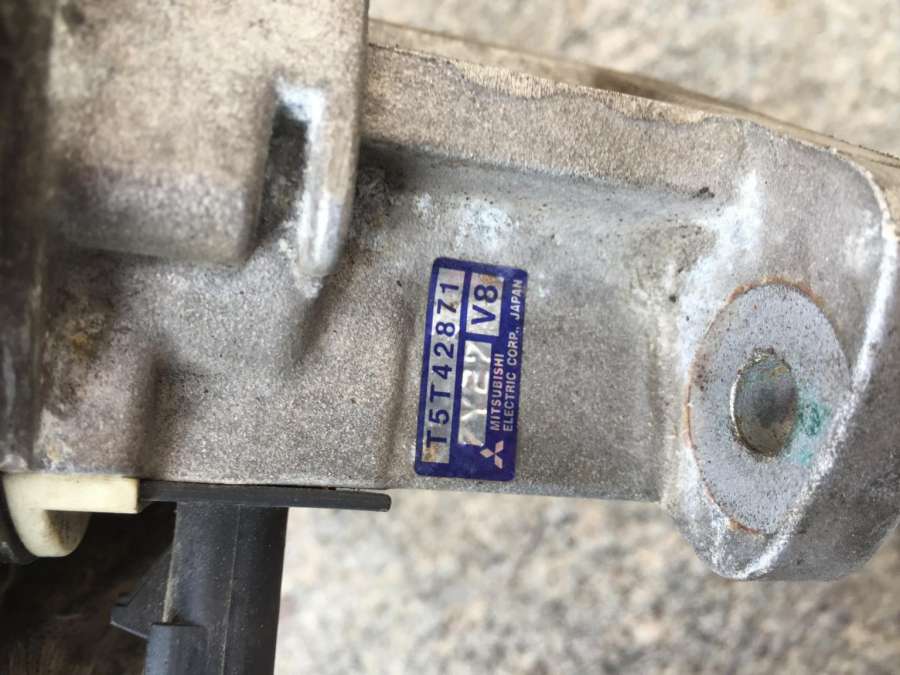 T5T42871
V8
MITSUBISHI
ELECTRIC CORP., JAPAN